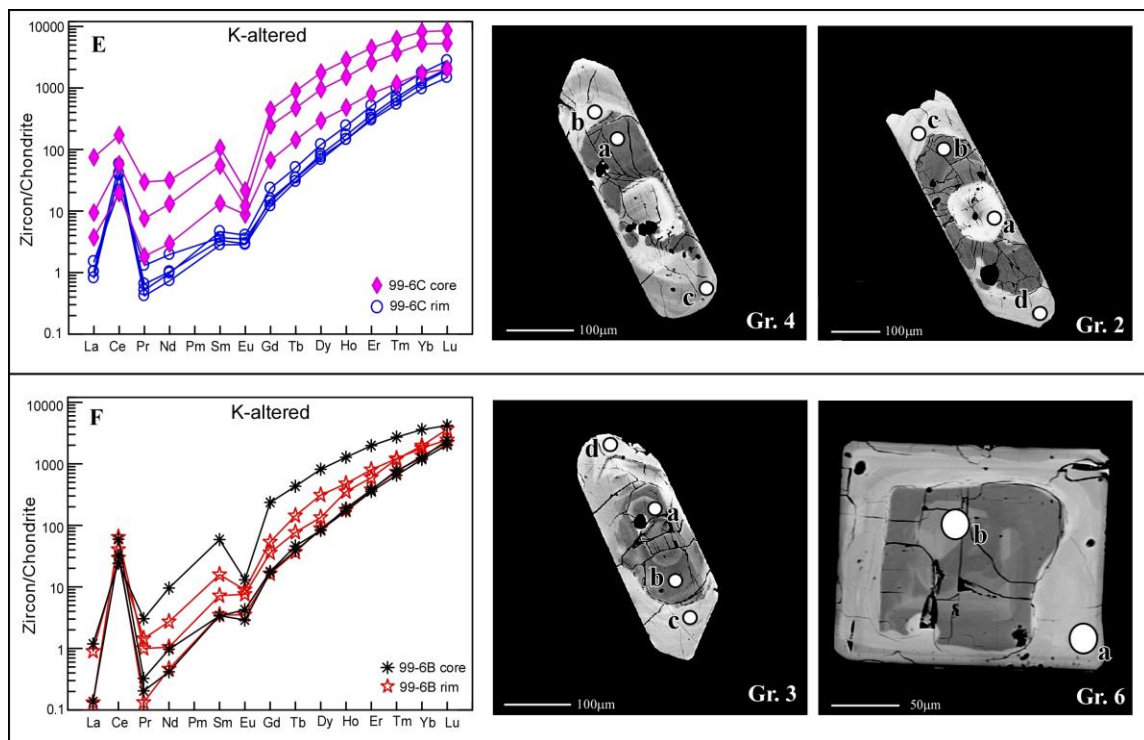 E
K-altered
10000
1000
100
10
1
0.1
Zircon/Chondrite
99-6C core
99-6C rim
La Ce Pr Nd Pm Sm Eu Gd Tb Dy Ho Er Tm Yb Lu
b
a
c
100μm
Gr. 4
c
b
a
d
100μm
Gr. 2
F
K-altered
10000
1000
100
10
1
0.1
Zircon/Chondrite
99-6B core
99-6B rim
La Ce Pr Nd Pm Sm Eu Gd Tb Dy Ho Er Tm Yb Lu
d
a
b
c
100μm
Gr. 3
b
a
50μm
Gr. 6